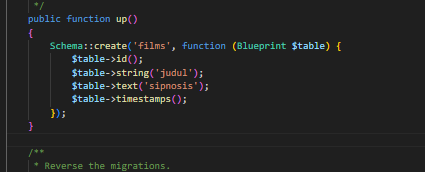 */
public function up()
{
Schema::create('films', function (Blueprint $table) {
$table->id();
$table->string('judul');
$table->text('sipnosis');
$table->timestamps();
});
}
/**
* Reverse the migrations.